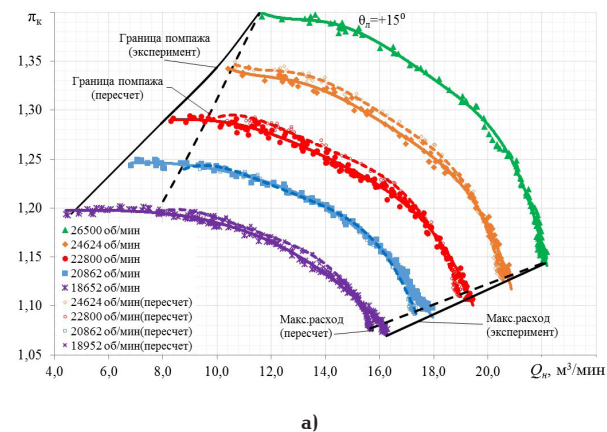 π_к
θ_л=+15⁰
1,35
1,30
1,25
1,20
1,15
1,10
1,05
Граница помпажа
(эксперимент)
Граница помпажа
(пересчет)
26500 об/мин
24624 об/мин
22800 об/мин
20862 об/мин
18652 об/мин
24624 об/мин(пересчет)
22800 об/мин(пересчет)
20862 об/мин(пересчет)
18952 об/мин(пересчет)
Макс.расход
(пересчет)
Макс.расход
(эксперимент)
4,0 6,0 8,0 10,0 12,0 14,0 16,0 18,0 20,0 Q_н, м³/мин
а)